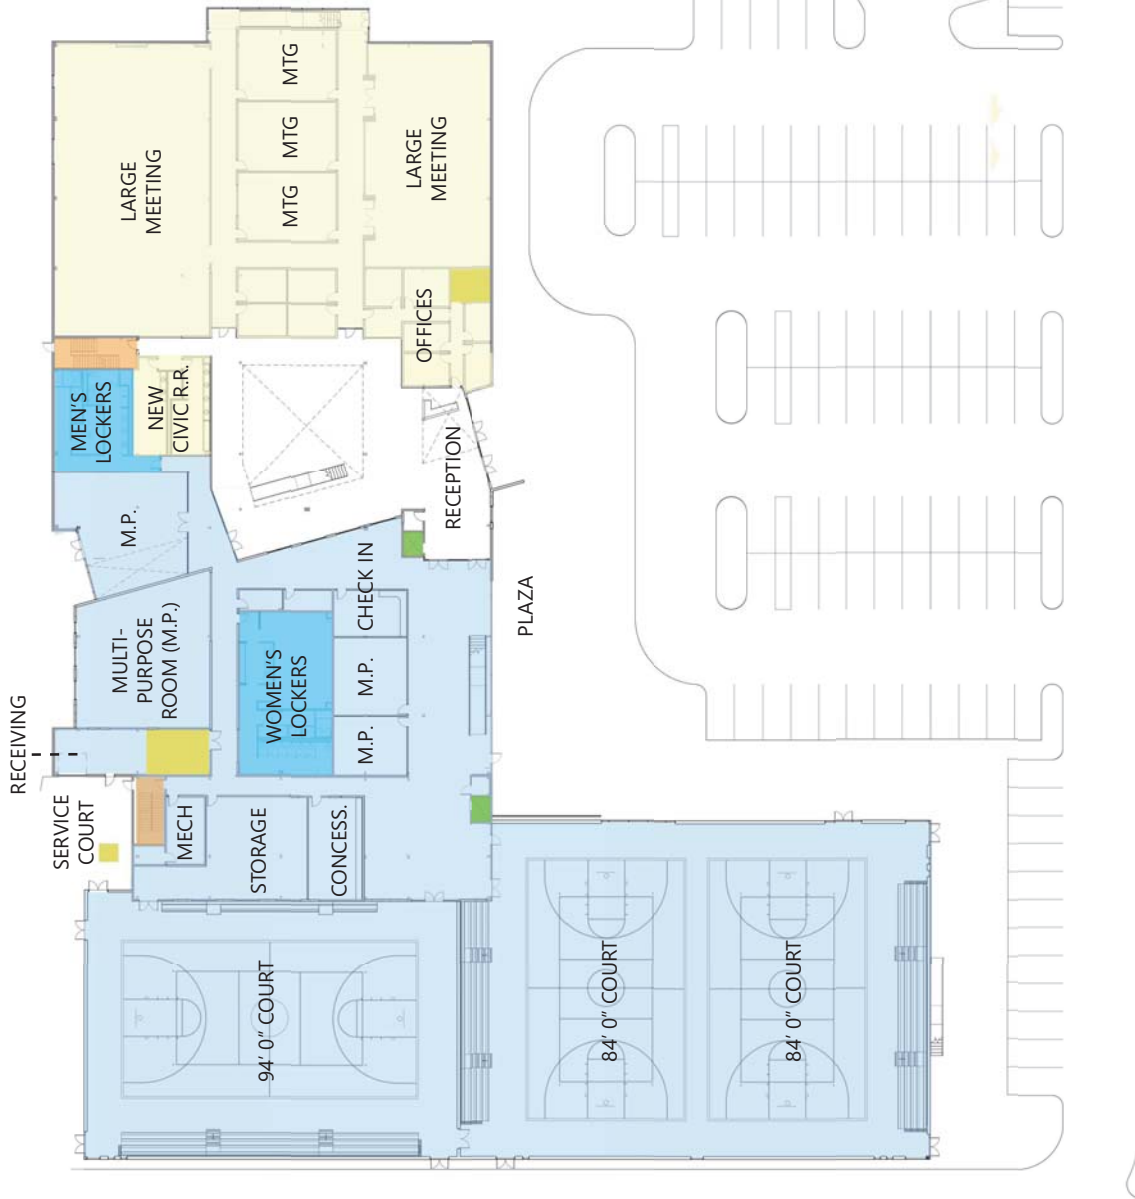 MTG
MTG
MTG
LARGE
MEETING
LARGE
MEETING
OFFICES
MEN'S
LOCKERS
NEW
CIVIC R.R.
RECEPTION
M.P.
CHECK IN
PLAZA
MULTI-
PURPOSE
ROOM (M.P.)
WOMEN'S
LOCKERS
M.P.
M.P.
RECEIVING
SERVICE
COURT
MECH
STORAGE
CONCESS.
94' 0" COURT
84' 0" COURT
84' 0" COURT